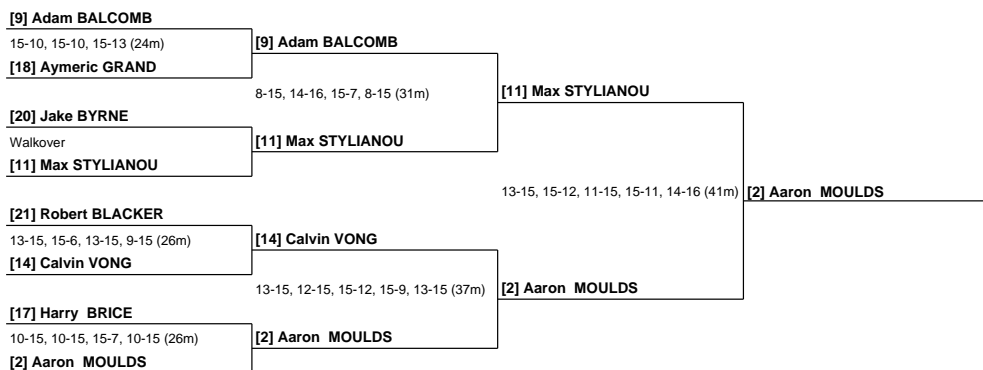 [9] Adam BALCOMB
15-10, 15-10, 15-13 (24m)
[18] Aymeric GRAND
[9] Adam BALCOMB
8-15, 14-16, 15-7, 8-15 (31m)
[20] Jake BYRNE
Walkover
[11] Max STYLIANOU
[11] Max STYLIANOU
[11] Max STYLIANOU
13-15, 15-12, 11-15, 15-11, 14-16 (41m)
[2] Aaron MOULDS
[21] Robert BLACKER
13-15, 15-6, 13-15, 9-15 (26m)
[14] Calvin VONG
[14] Calvin VONG
13-15, 12-15, 15-12, 15-9, 13-15 (37m)
[2] Aaron MOULDS
[17] Harry BRICE
10-15, 10-15, 15-7, 10-15 (26m)
[2] Aaron MOULDS
[2] Aaron MOULDS